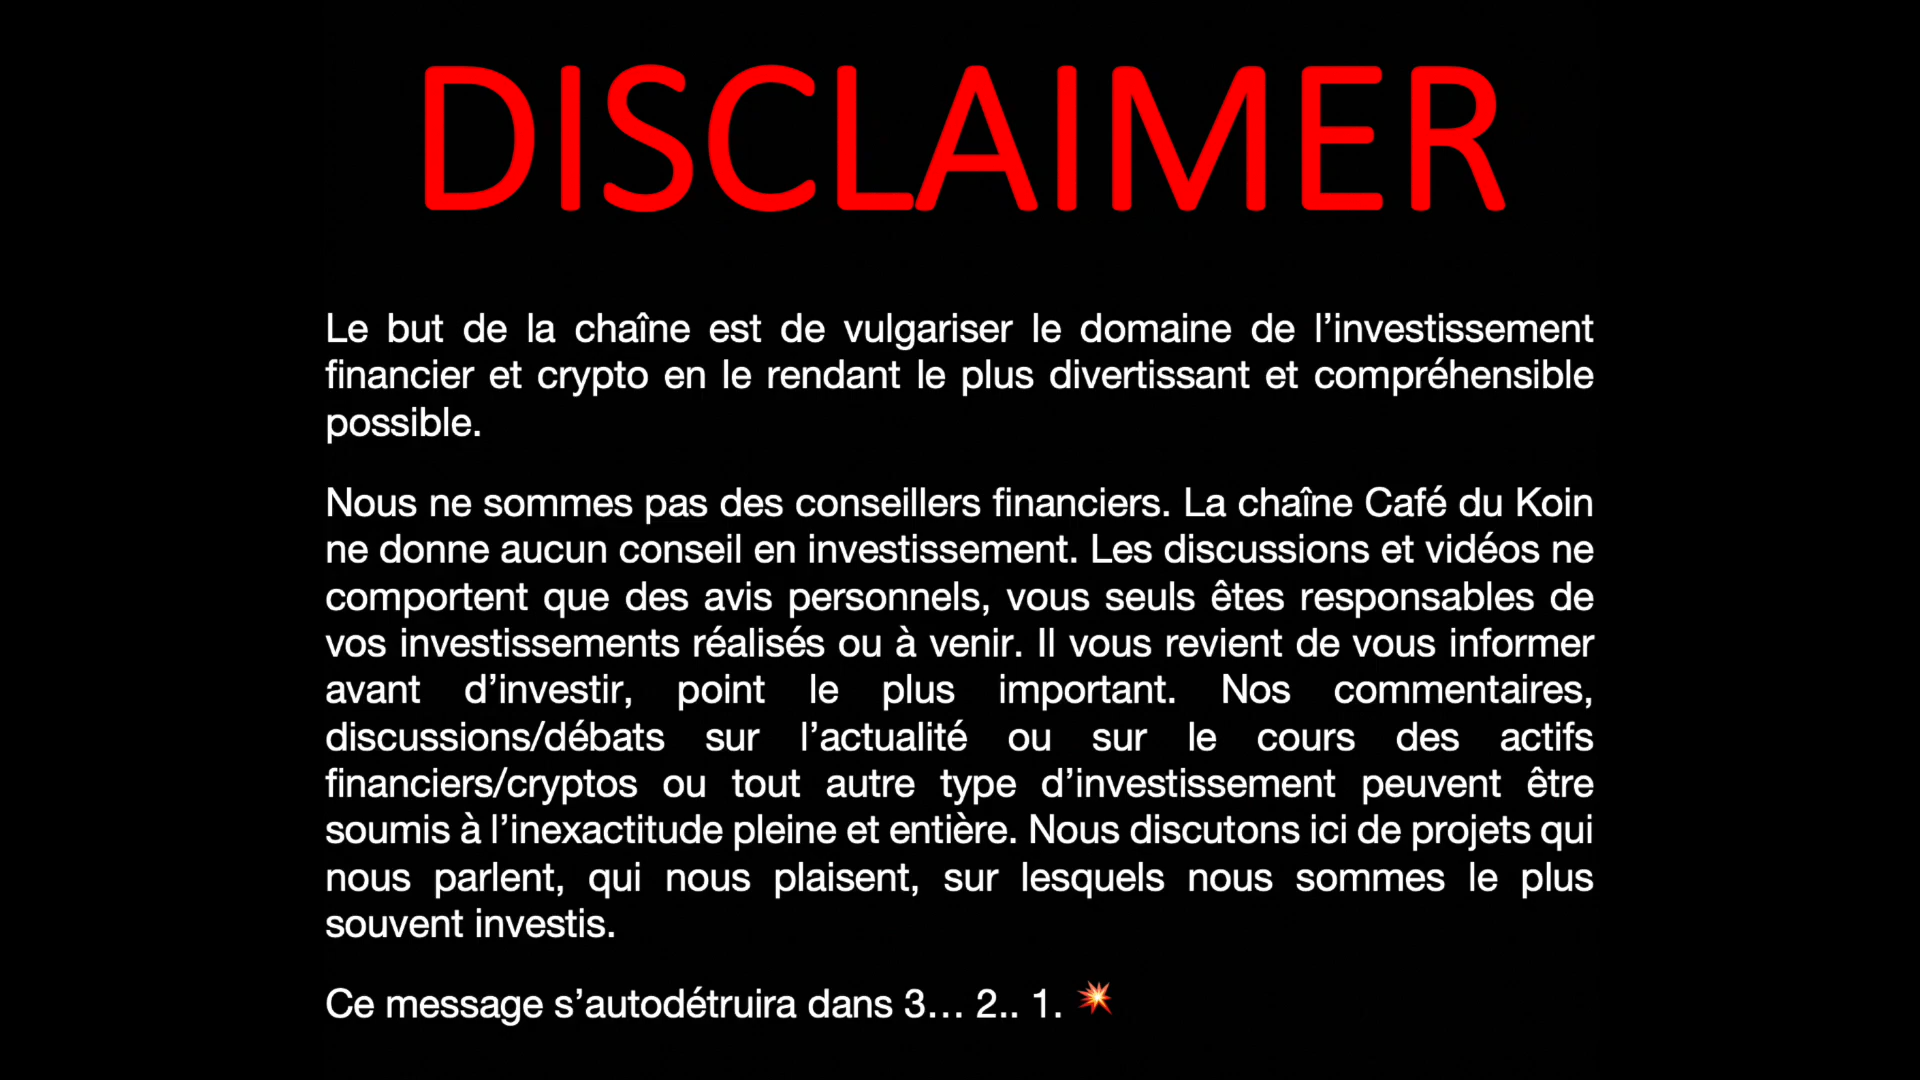 DISCLAIMER
Le but de la chaîne est de vulgariser le domaine de l’investissement
financier et crypto en le rendant le plus divertissant et compréhensible
possible.
Nous ne sommes pas des conseillers financiers. La chaîne Café du Koin
ne donne aucun conseil en investissement. Les discussions et vidéos ne
comportent que des avis personnels, vous seuls êtes responsables de
vos investissements réalisés ou à venir. Il vous revient de vous informer
avant d’investir, point le plus important. Nos commentaires,
discussions/débats sur l’actualité ou sur le cours des actifs
financiers/cryptos ou tout autre type d’investissement peuvent être
soumis à l’inexactitude pleine et entière. Nous discutons ici de projets qui
nous parlent, qui nous plaisent, sur lesquels nous sommes le plus
souvent investis.
Ce message s’autodétruira dans 3… 2.. 1. 💥